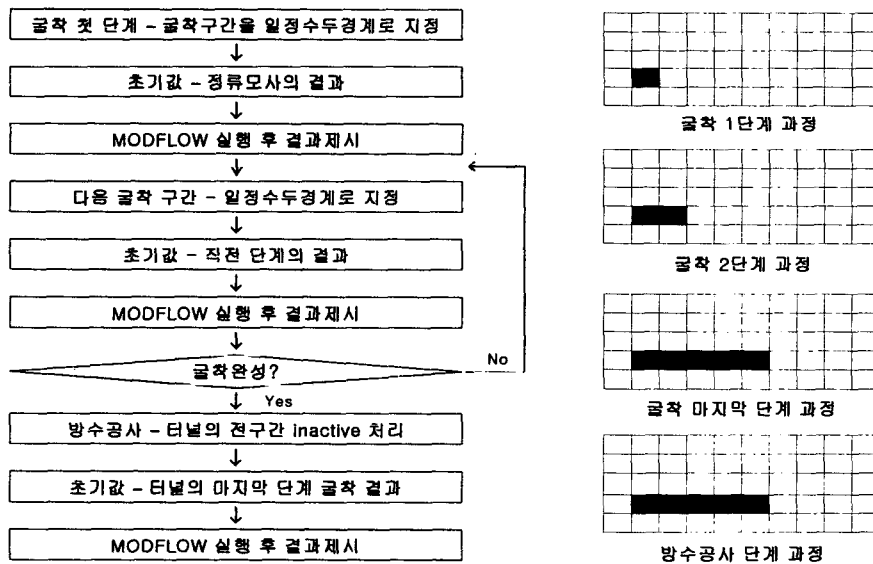 굴착 첫 단계 – 굴착구간을 일정수두경계로 지정
초기값 – 정류모사의 결과
MODFLOW 실행 후 결과제시
다음 굴착 구간 – 일정수두경계로 지정
초기값 – 직전 단계의 결과
MODFLOW 실행 후 결과제시
굴착완성?
No
Yes
방수공사 – 터널의 전구간 inactive 처리
초기값 – 터널의 마지막 단계 굴착 결과
MODFLOW 실행 후 결과제시
굴착 1단계 과정
굴착 2단계 과정
굴착 마지막 단계 과정
방수공사 단계 과정